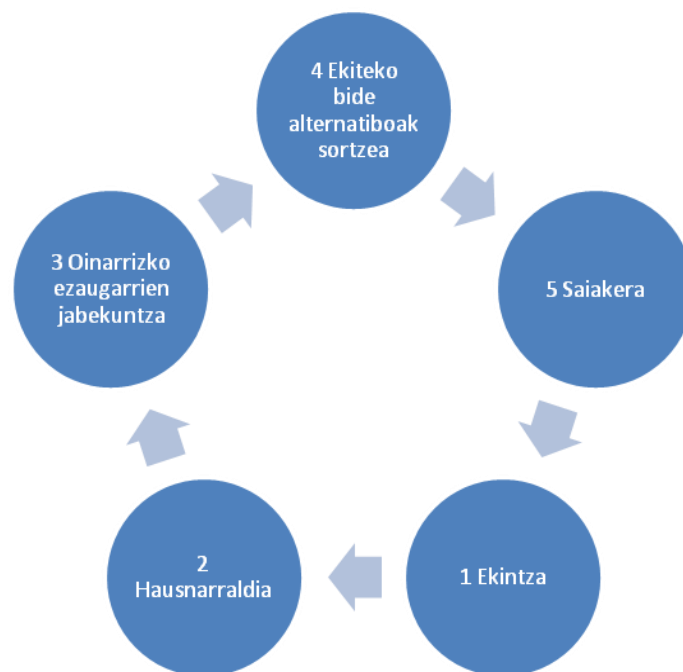 4 Ekiteko
bide
alternatiboak
sortzea
3 Oinarrizko
ezaugarrien
jabekuntza
5 Saiakera
2
Hausnarraldia
1 Ekintza